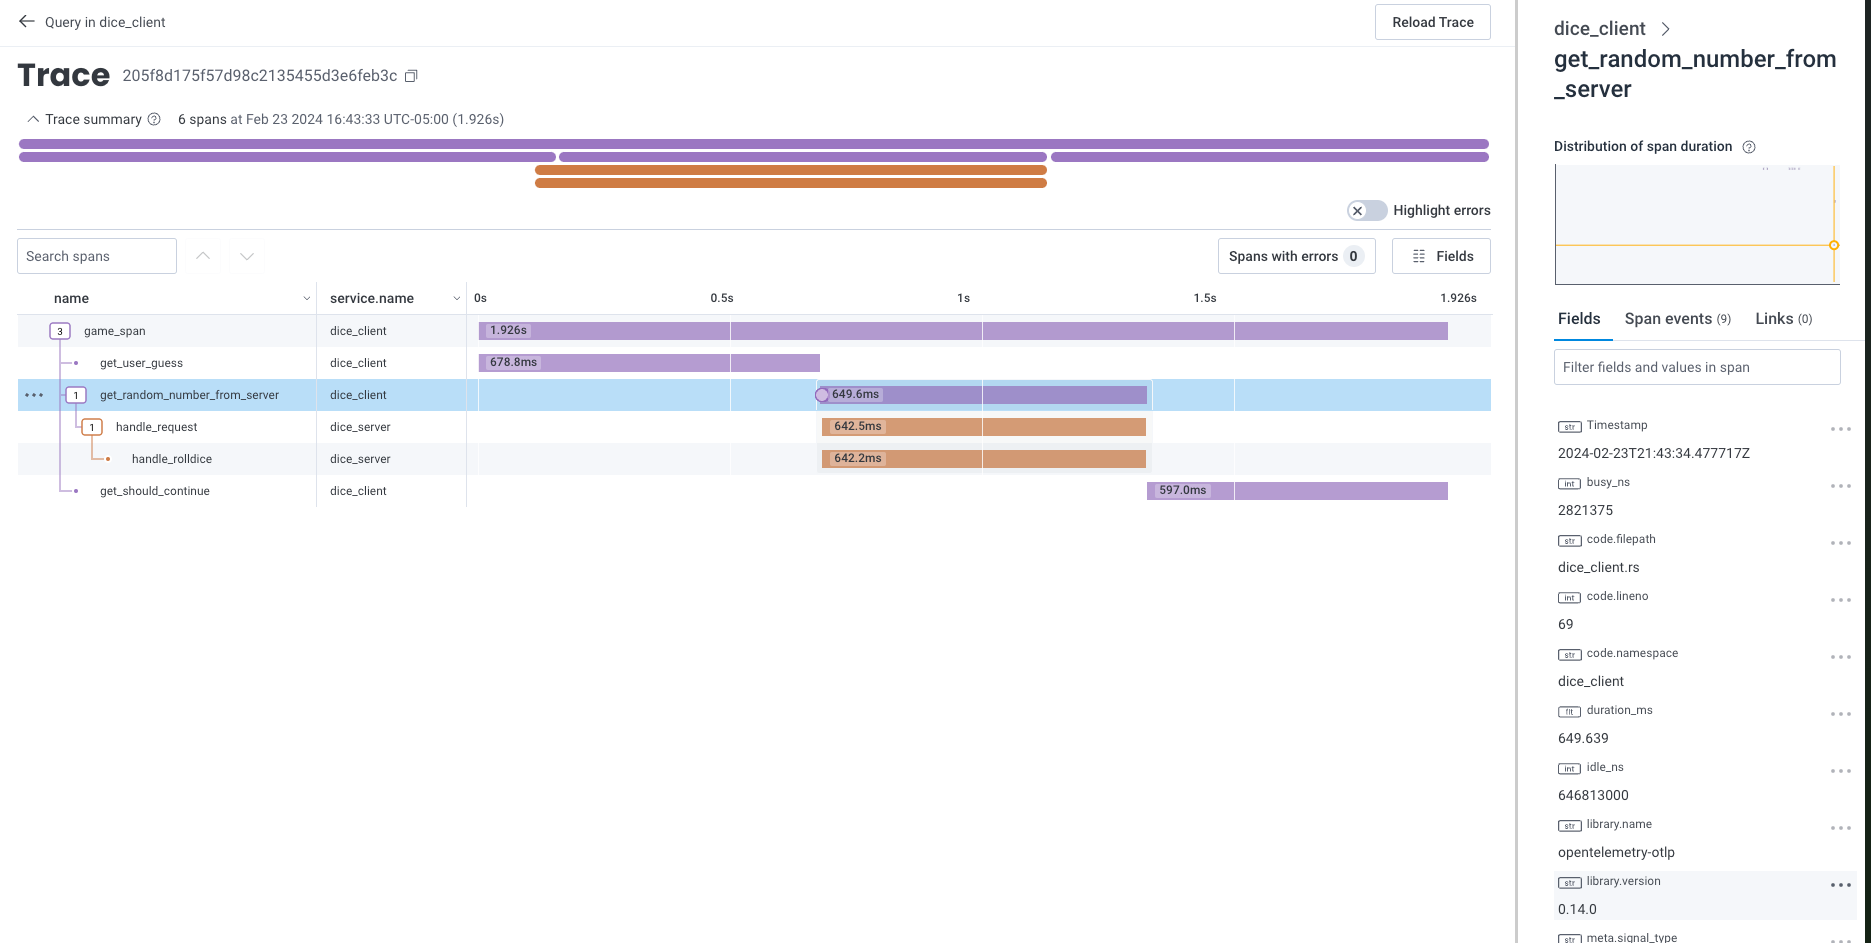 Query in dice_client
Reload Trace
Trace 205f8d175f57d98c2135455d3e6feb3c
Trace summary 6 spans at Feb 23 2024 16:43:33 UTC-05:00 (1.926s)
Highlight errors
Search spans
Spans with errors 0
Fields
name service.name 0s 0.5s 1s 1.5s 1.926s
3 game_span dice_client 1.926s
get_user_guess dice_client 678.8ms
1 get_random_number_from_server dice_client 649.6ms
1 handle_request dice_server 642.5ms
handle_rolldice dice_server 642.2ms
get_should_continue dice_client 597.0ms
dice_client
get_random_number_from
_server
Distribution of span duration
Fields Span events (9) Links (0)
Filter fields and values in span
str Timestamp
2024-02-23T21:43:34.477717Z
int busy_ns
2821375
str code.filepath
dice_client.rs
int code.lineno
69
str code.namespace
dice_client
flt duration_ms
649.639
int idle_ns
646813000
str library.name
opentelemetry-otlp
str library.version
0.14.0
str meta.signal_type